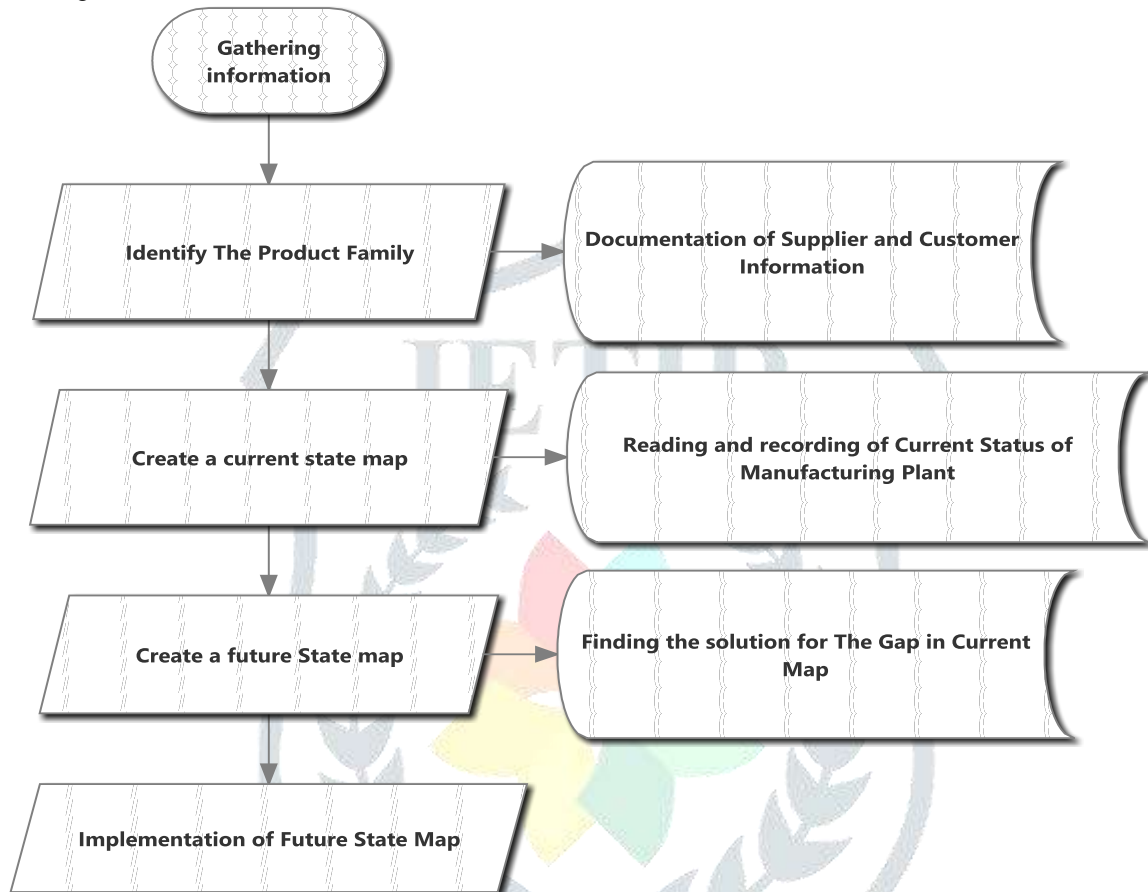 Gathering
information
Identify The Product Family
Documentation of Supplier and Customer
Information
Create a current state map
Reading and recording of Current Status of
Manufacturing Plant
Create a future State map
Finding the solution for The Gap in Current
Map
Implementation of Future State Map